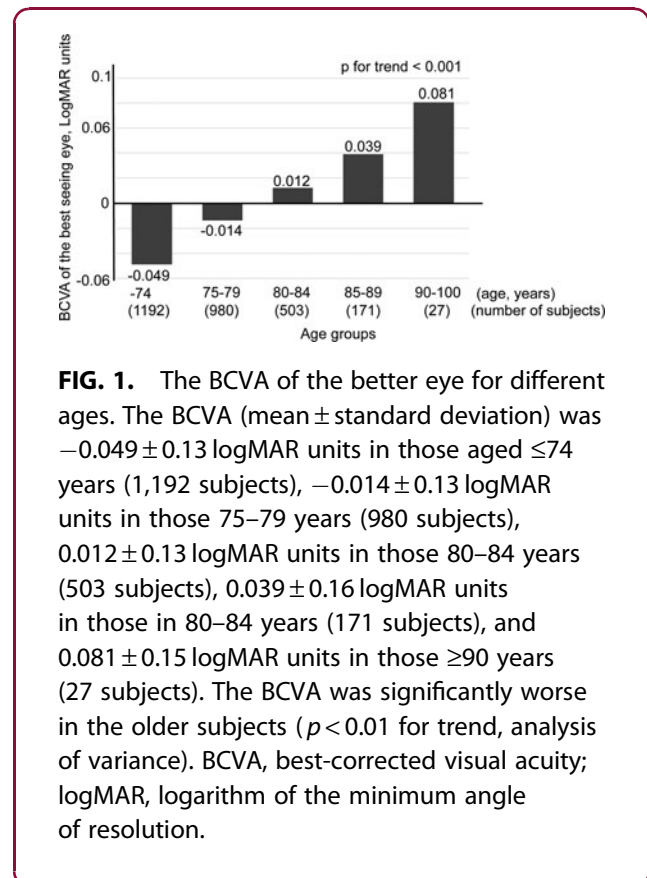 BCVA of the best seeing eye, LogMAR units
p for trend < 0.001
0.1
0.06
0
-0.06
-0.049
-0.014
0.012
0.039
0.081
-74 75-79 80-84 85-89 90-100 (age, years)
(1192) (980) (503) (171) (27) (number of subjects)
Age groups
FIG. 1. The BCVA of the better eye for different
ages. The BCVA (mean ± standard deviation) was
−0.049 ± 0.13 logMAR units in those aged ≤74
years (1,192 subjects), −0.014 ± 0.13 logMAR
units in those 75–79 years (980 subjects),
0.012 ± 0.13 logMAR units in those 80–84 years
(503 subjects), 0.039 ± 0.16 logMAR units
in those in 80–84 years (171 subjects), and
0.081 ± 0.15 logMAR units in those ≥90 years
(27 subjects). The BCVA was significantly worse
in the older subjects (p < 0.01 for trend, analysis
of variance). BCVA, best-corrected visual acuity;
logMAR, logarithm of the minimum angle
of resolution.